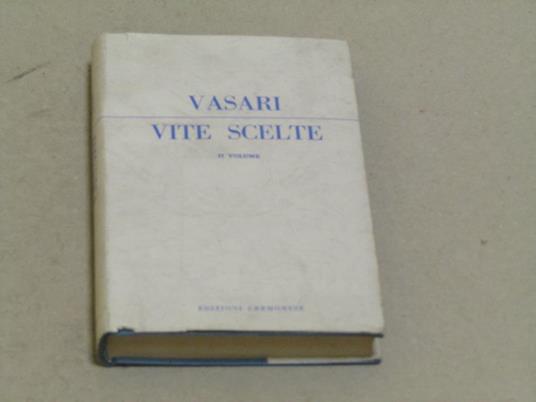 VASARI
VITE SCELTE
II VOLUME
EDIZIONI CREMONESE